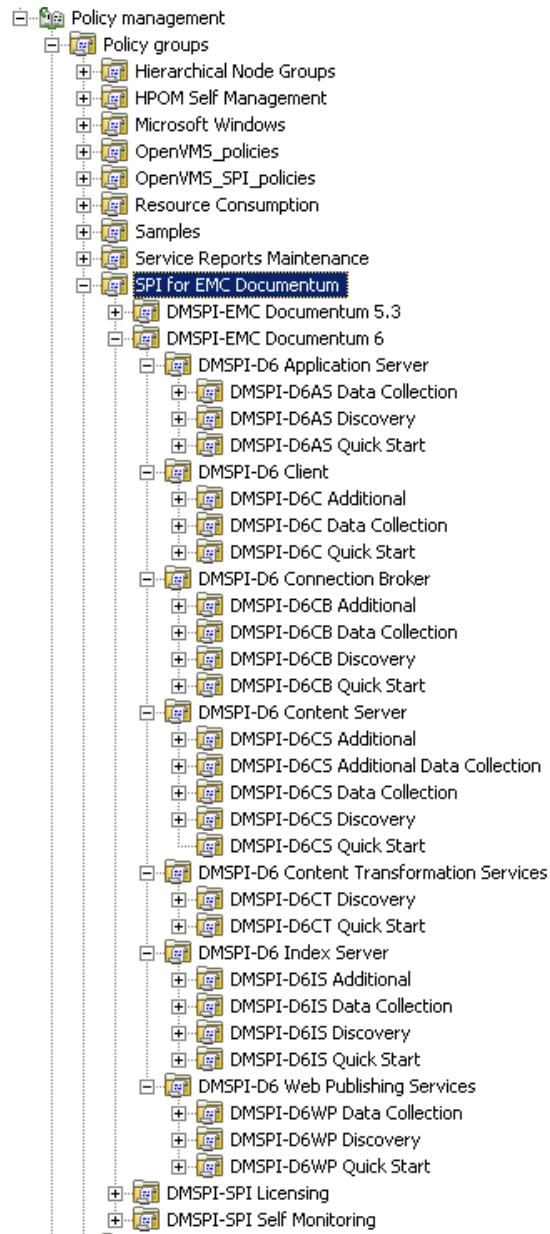 Policy management
Policy groups
Hierarchical Node Groups
HPOM Self Management
Microsoft Windows
OpenVMS_policies
OpenVMS_SPI_policies
Resource Consumption
Samples
Service Reports Maintenance
SPI for EMC Documentum
DMSPI-EMC Documentum 5.3
DMSPI-EMC Documentum 6
DMSPI-D6 Application Server
DMSPI-D6AS Data Collection
DMSPI-D6AS Discovery
DMSPI-D6AS Quick Start
DMSPI-D6 Client
DMSPI-D6C Additional
DMSPI-D6C Data Collection
DMSPI-D6C Quick Start
DMSPI-D6 Connection Broker
DMSPI-D6CB Additional
DMSPI-D6CB Data Collection
DMSPI-D6CB Discovery
DMSPI-D6CB Quick Start
DMSPI-D6 Content Server
DMSPI-D6CS Additional
DMSPI-D6CS Additional Data Collection
DMSPI-D6CS Data Collection
DMSPI-D6CS Discovery
DMSPI-D6CS Quick Start
DMSPI-D6 Content Transformation Services
DMSPI-D6CT Discovery
DMSPI-D6CT Quick Start
DMSPI-D6 Index Server
DMSPI-D6IS Additional
DMSPI-D6IS Data Collection
DMSPI-D6IS Discovery
DMSPI-D6IS Quick Start
DMSPI-D6 Web Publishing Services
DMSPI-D6WP Data Collection
DMSPI-D6WP Discovery
DMSPI-D6WP Quick Start
DMSPI-SPI Licensing
DMSPI-SPI Self Monitoring